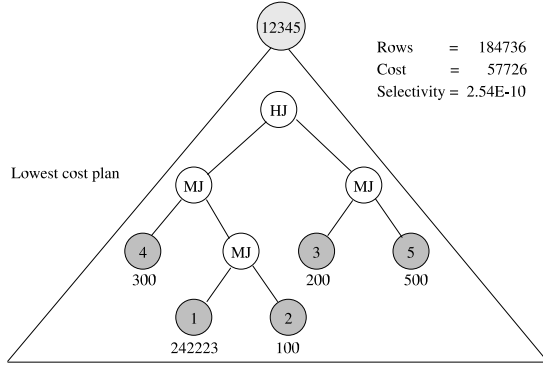 12345
Rows = 184736
Cost = 57726
Selectivity = 2.54E-10
HJ
Lowest cost plan
MJ MJ
4 MJ 3 5
300 200 500
1 2
242223 100